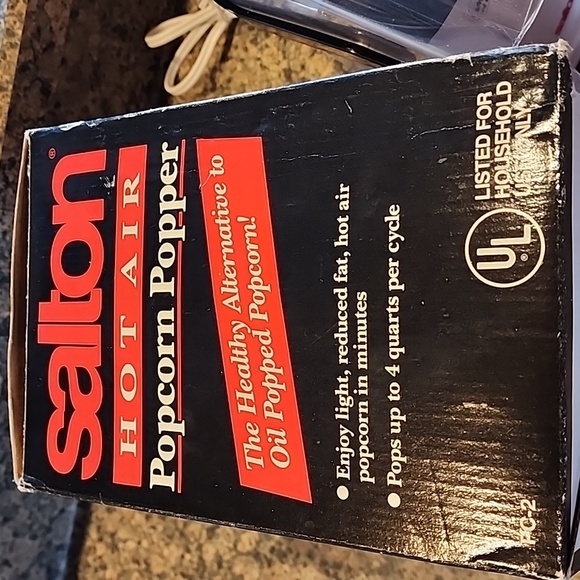 salton®
HOT AIR
Popcorn Popper
The Healthy Alternative to
Oil Popped Popcorn!
● Enjoy light, reduced fat, hot air
popcorn in minutes
● Pops up to 4 quarts per cycle
UL®
LISTED FOR
HOUSEHOLD
USE ONLY
PC-2